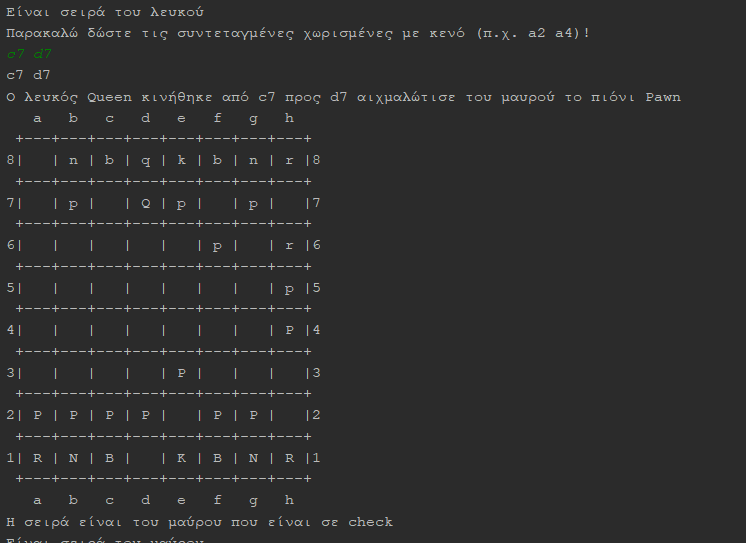 Είναι σειρά του λευκού
Παρακαλώ δώστε τις συντεταγμένες χωρισμένες με κενό (π.χ. a2 a4)!
c7 d7
c7 d7
Ο λευκός Queen κινήθηκε από c7 προς d7 αιχμαλώτισε του μαυρού το πιόνι Pawn
a b c d e f g h
+---+---+---+---+---+---+---+---+
8|   | n | b | q | k | b | n | r |8
+---+---+---+---+---+---+---+---+
7|   | p |   | Q | p |   | p |   |7
+---+---+---+---+---+---+---+---+
6|   |   |   |   |   | p |   | r |6
+---+---+---+---+---+---+---+---+
5|   |   |   |   |   |   |   | p |5
+---+---+---+---+---+---+---+---+
4|   |   |   |   |   |   |   | P |4
+---+---+---+---+---+---+---+---+
3|   |   |   |   | P |   |   |   |3
+---+---+---+---+---+---+---+---+
2| P | P | P | P |   | P | P |   |2
+---+---+---+---+---+---+---+---+
1| R | N | B |   | K | B | N | R |1
+---+---+---+---+---+---+---+---+
a b c d e f g h
Η σειρά είναι του μαύρου που είναι σε check
Είναι σειρά του μαύρου